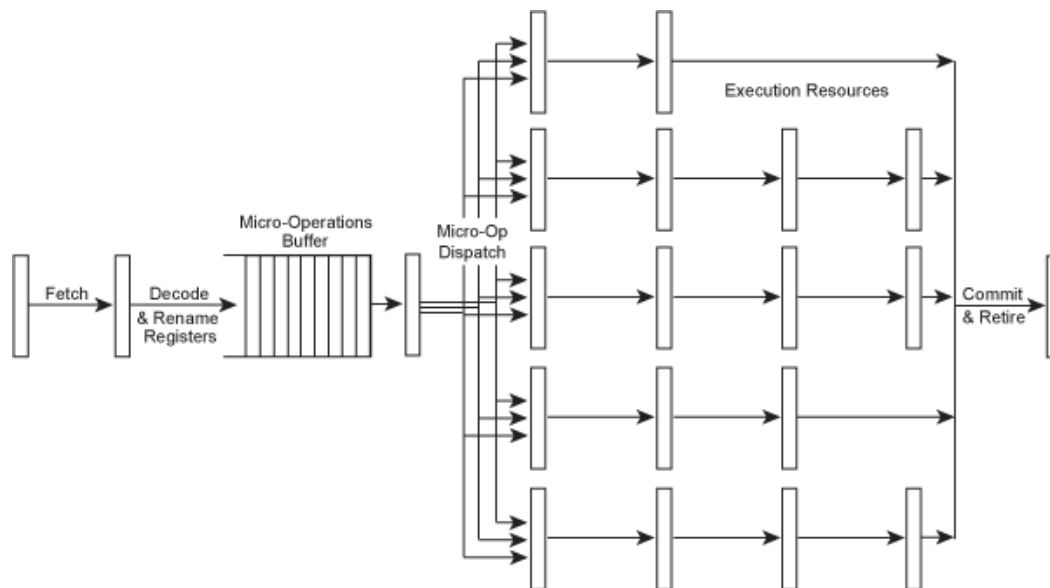 Fetch
Decode
& Rename
Registers
Micro-Operations
Buffer
Micro-Op
Dispatch
Execution Resources
Commit
& Retire